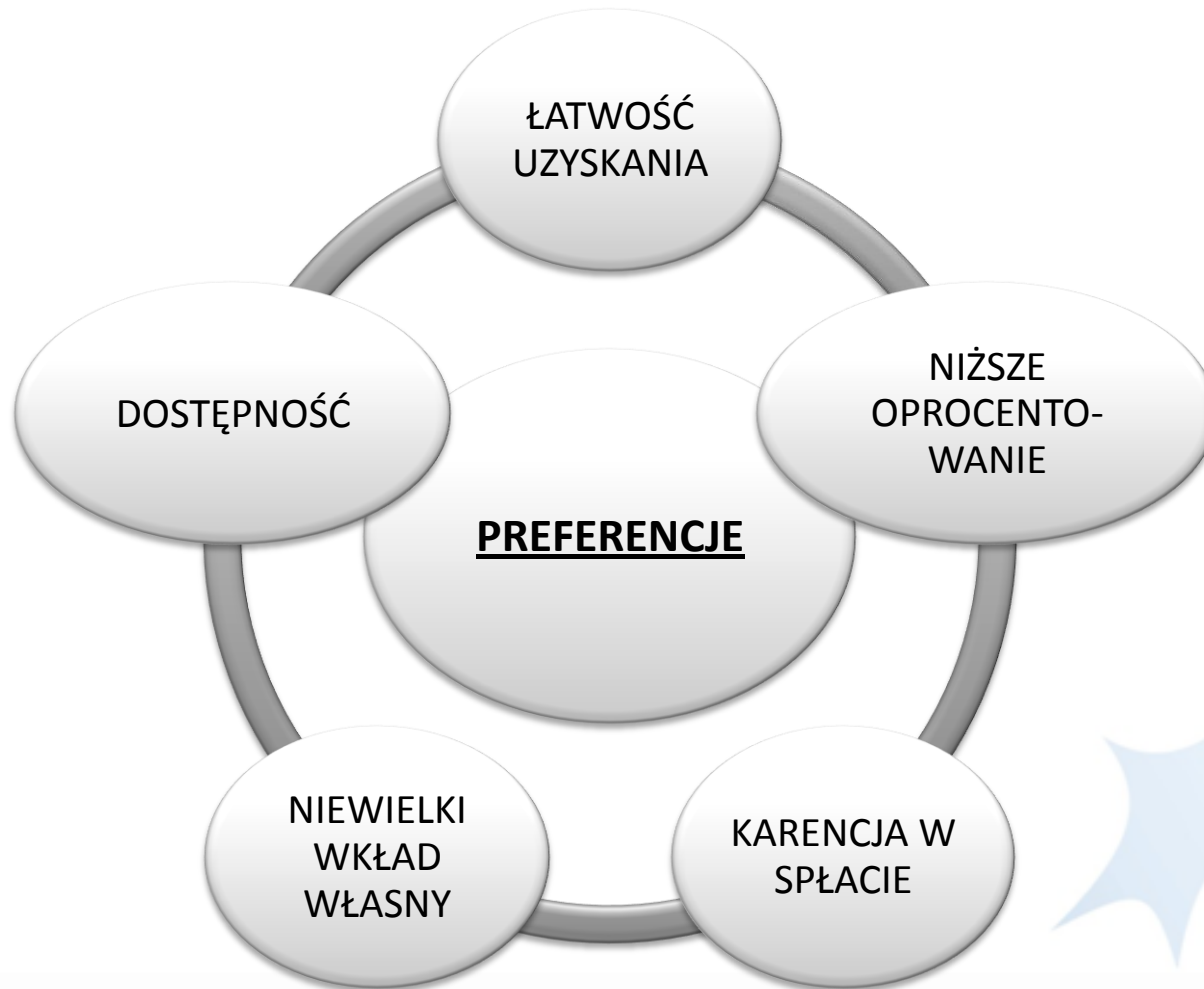 ŁATWOŚĆ
UZYSKANIA
NIŻSZE
OPROCENTO-
WANIE
KARENCJA W
SPŁACIE
NIEWIELKI
WKŁAD
WŁASNY
DOSTĘPNOŚĆ
PREFERENCJE